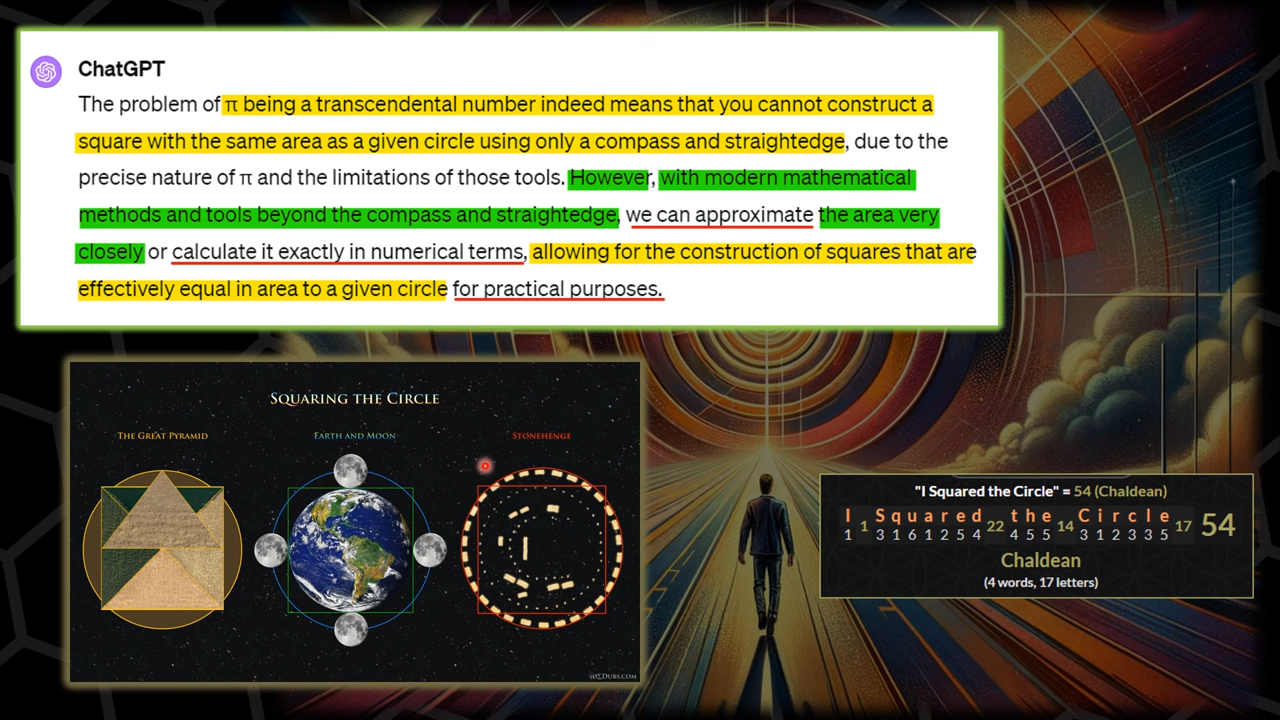 ChatGPT
The problem of π being a transcendental number indeed means that you cannot construct a
square with the same area as a given circle using only a compass and straightedge, due to the
precise nature of π and the limitations of those tools. However, with modern mathematical
methods and tools beyond the compass and straightedge, we can approximate the area very
closely or calculate it exactly in numerical terms, allowing for the construction of squares that are
effectively equal in area to a given circle for practical purposes.
Squaring the Circle
The Great Pyramid
Earth and Moon
Stonehenge
"I Squared the Circle" = 54 (Chaldean)
I 1 Squared 22 the 14 Circle 17 54
1 3 1 6 1 2 5 4 4 5 5 3 1 2 3 3 5
Chaldean
(4 words, 17 letters)